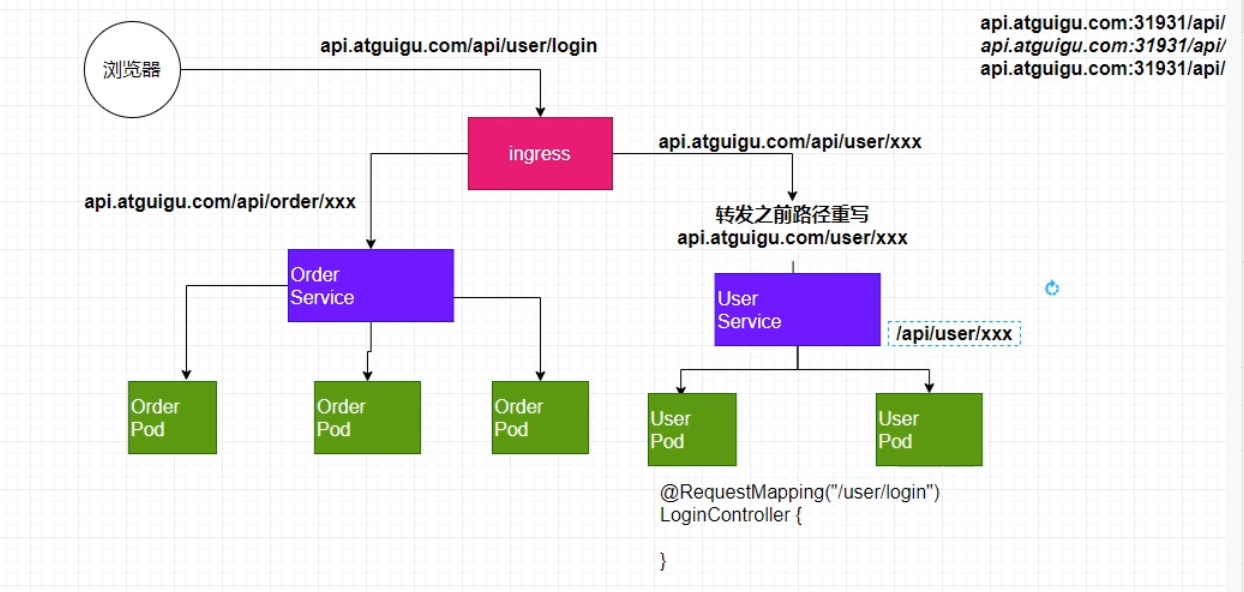 api.atguigu.com:31931/api/
api.atguigu.com:31931/api/
api.atguigu.com:31931/api/
api.atguigu.com/api/user/login
浏览器
ingress
api.atguigu.com/api/user/xxx
api.atguigu.com/api/order/xxx
转发之前路径重写
api.atguigu.com/user/xxx
Order
Service
User
Service
/api/user/xxx
Order
Pod
Order
Pod
Order
Pod
User
Pod
User
Pod
@RequestMapping("/user/login")
LoginController {
}